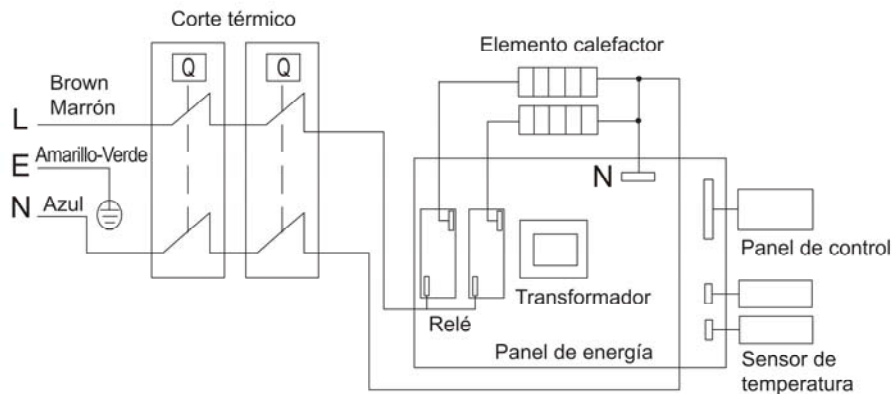 Corte térmico
Q
Q
Elemento calefactor
Brown
Marrón
L
E
Amarillo-Verde
N
Azul
N
Panel de control
Transformador
Relé
Panel de energía
Sensor de
temperatura